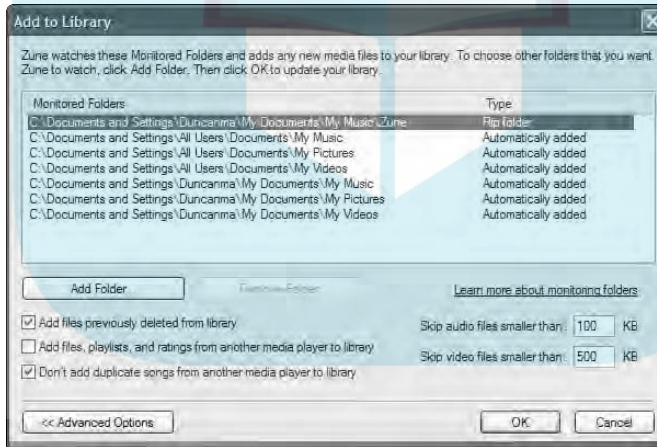 Add to Library
Zune watches these Monitored Folders and adds any new media files to your library. To choose other folders that you want
Zune to watch, click Add Folder. Then click OK to update your library.
Monitored Folders Type
C:\Documents and Settings\Duncanma\My Documents\My Music\Zune Rip folder
C:\Documents and Settings\All Users\Documents\My Music Automatically added
C:\Documents and Settings\All Users\Documents\My Pictures Automatically added
C:\Documents and Settings\All Users\Documents\My Videos Automatically added
C:\Documents and Settings\Duncanma\My Documents\My Music Automatically added
C:\Documents and Settings\Duncanma\My Documents\My Pictures Automatically added
C:\Documents and Settings\Duncanma\My Documents\My Videos Automatically added
Add Folder Remove Folder Learn more about monitoring folders
Add files previously deleted from library Skip audio files smaller than: 100 KB
Add files, playlists, and ratings from another media player to library
Skip video files smaller than: 500 KB
Don't add duplicate songs from another media player to library
<< Advanced Options OK Cancel